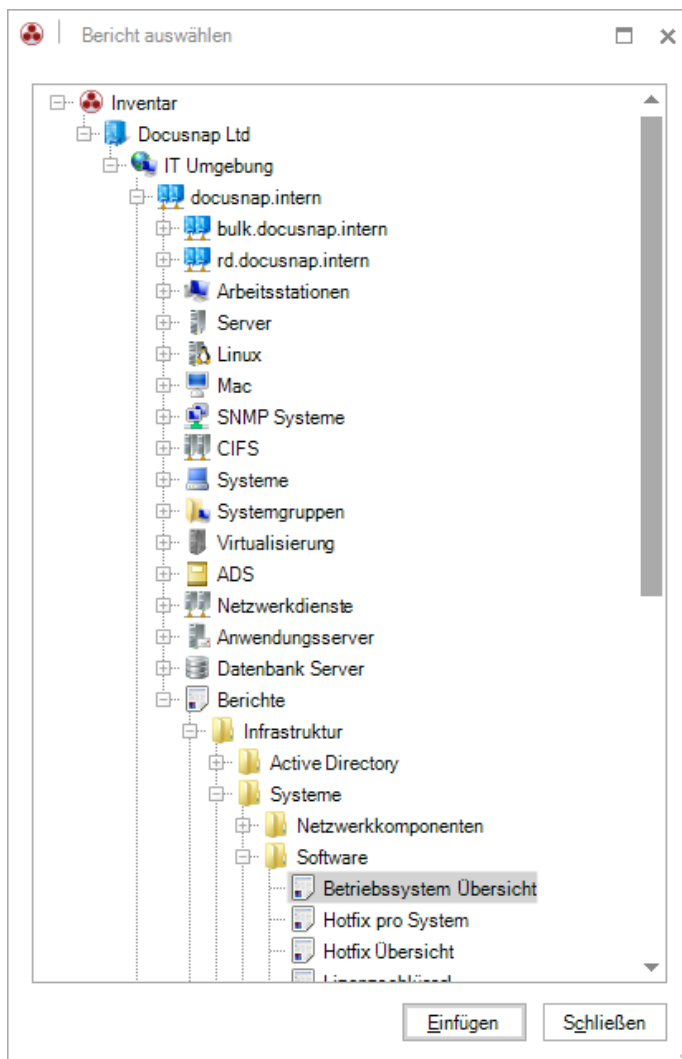 Bericht auswählen
Inventar
Docusnap Ltd
IT Umgebung
docusnap.intern
bulk.docusnap.intern
rd.docusnap.intern
Arbeitsstationen
Server
Linux
Mac
SNMP Systeme
CIFS
Systeme
Systemgruppen
Virtualisierung
ADS
Netzwerkdienste
Anwendungsserver
Datenbank Server
Berichte
Infrastruktur
Active Directory
Systeme
Netzwerkkomponenten
Software
Betriebssystem Übersicht
Hotfix pro System
Hotfix Übersicht
Einfügen Schließen